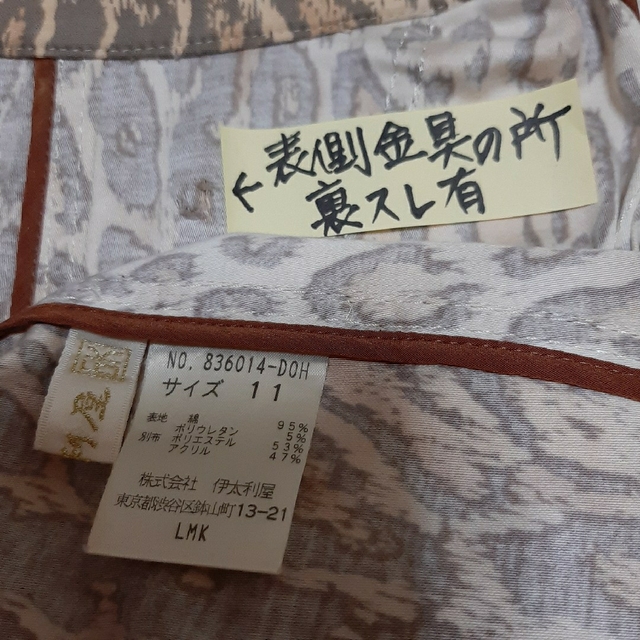 ←表側金具の所
裏スレ有
NO. 836014-DOH
サイズ 11
表地 綿 95%
ポリウレタン 5%
別布 ポリエステル 53%
アクリル 47%
株式会社 伊太利屋
東京都渋谷区鉢山町13-21
LMK